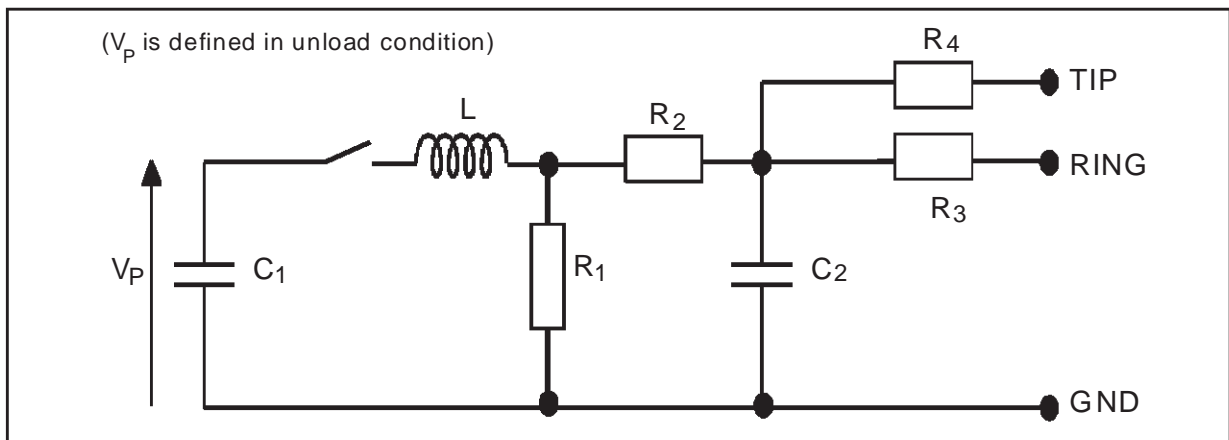 (VP is defined in unload condition)
R4
TIP
L
R2
RING
R3
VP
C1
R1
C2
GND